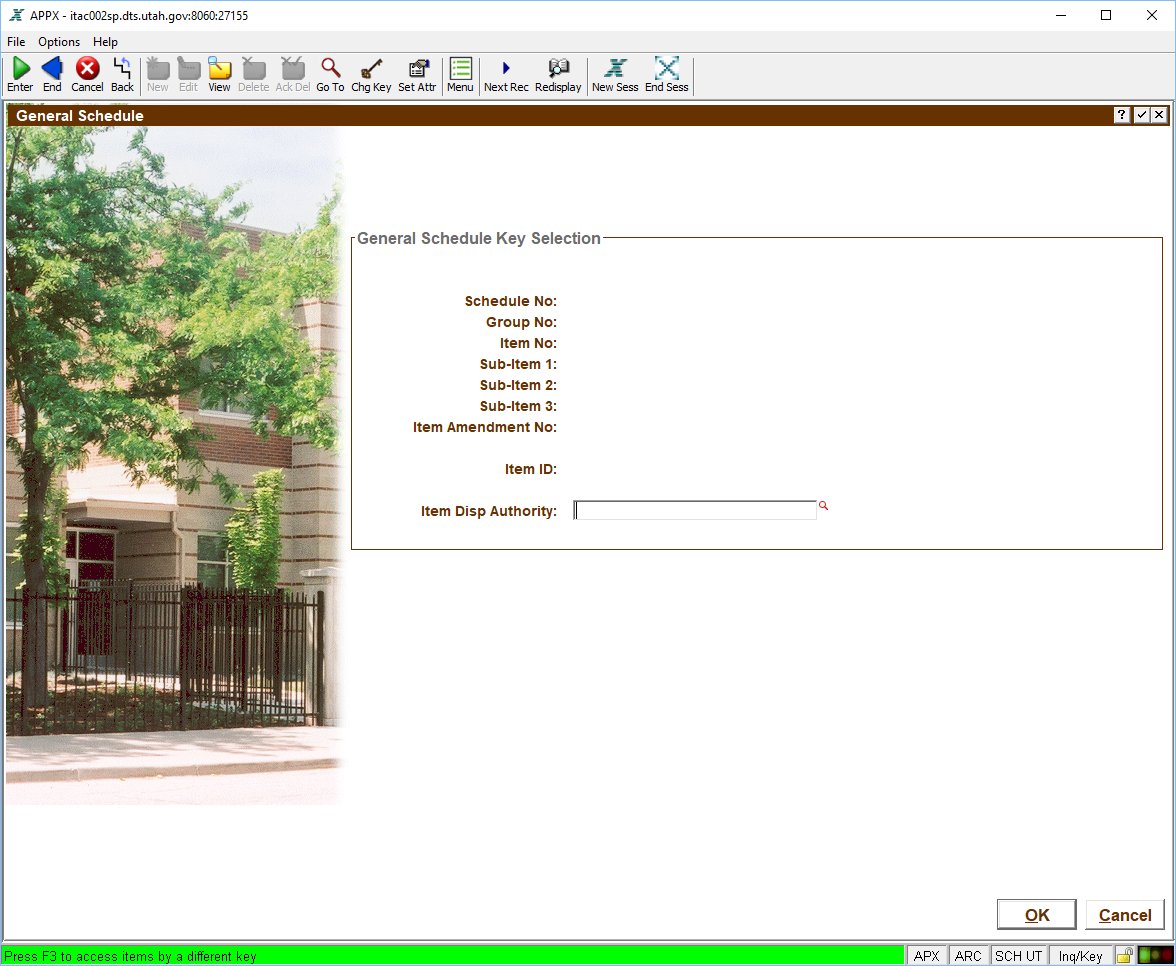 APPX - itac002sp.dts.utah.gov:8060:27155
File Options Help
Enter End Cancel Back New Edit View Delete Ack Del Go To Chg Key Set Attr Menu Next Rec Redisplay New Sess End Sess
General Schedule
General Schedule Key Selection
Schedule No:
Group No:
Item No:
Sub-Item 1:
Sub-Item 2:
Sub-Item 3:
Item Amendment No:
Item ID:
Item Disp Authority:
OK Cancel
Press F3 to access items by a different key APX ARC SCH UT Inq/Key